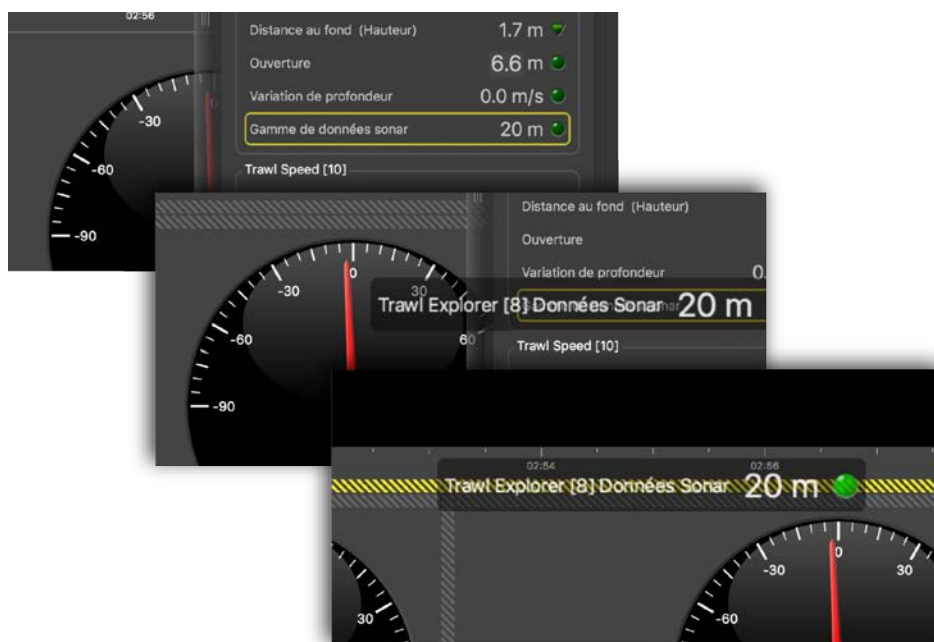 02:56
Distance au fond (Hauteur) 1.7 m
Ouverture 6.6 m
Variation de profondeur 0.0 m/s
Gamme de données sonar 20 m
Trawl Speed [10]
0
-30
-60
-90
Distance au fond (Hauteur)
Ouverture
Variation de profondeur 0.
Trawl Explorer [8] Données Sonar 20 m
Trawl Speed [10]
0
-30 30
-60 60
-90
02:54 02:56
Trawl Explorer [8] Données Sonar 20 m
0
-30 30
-60
30